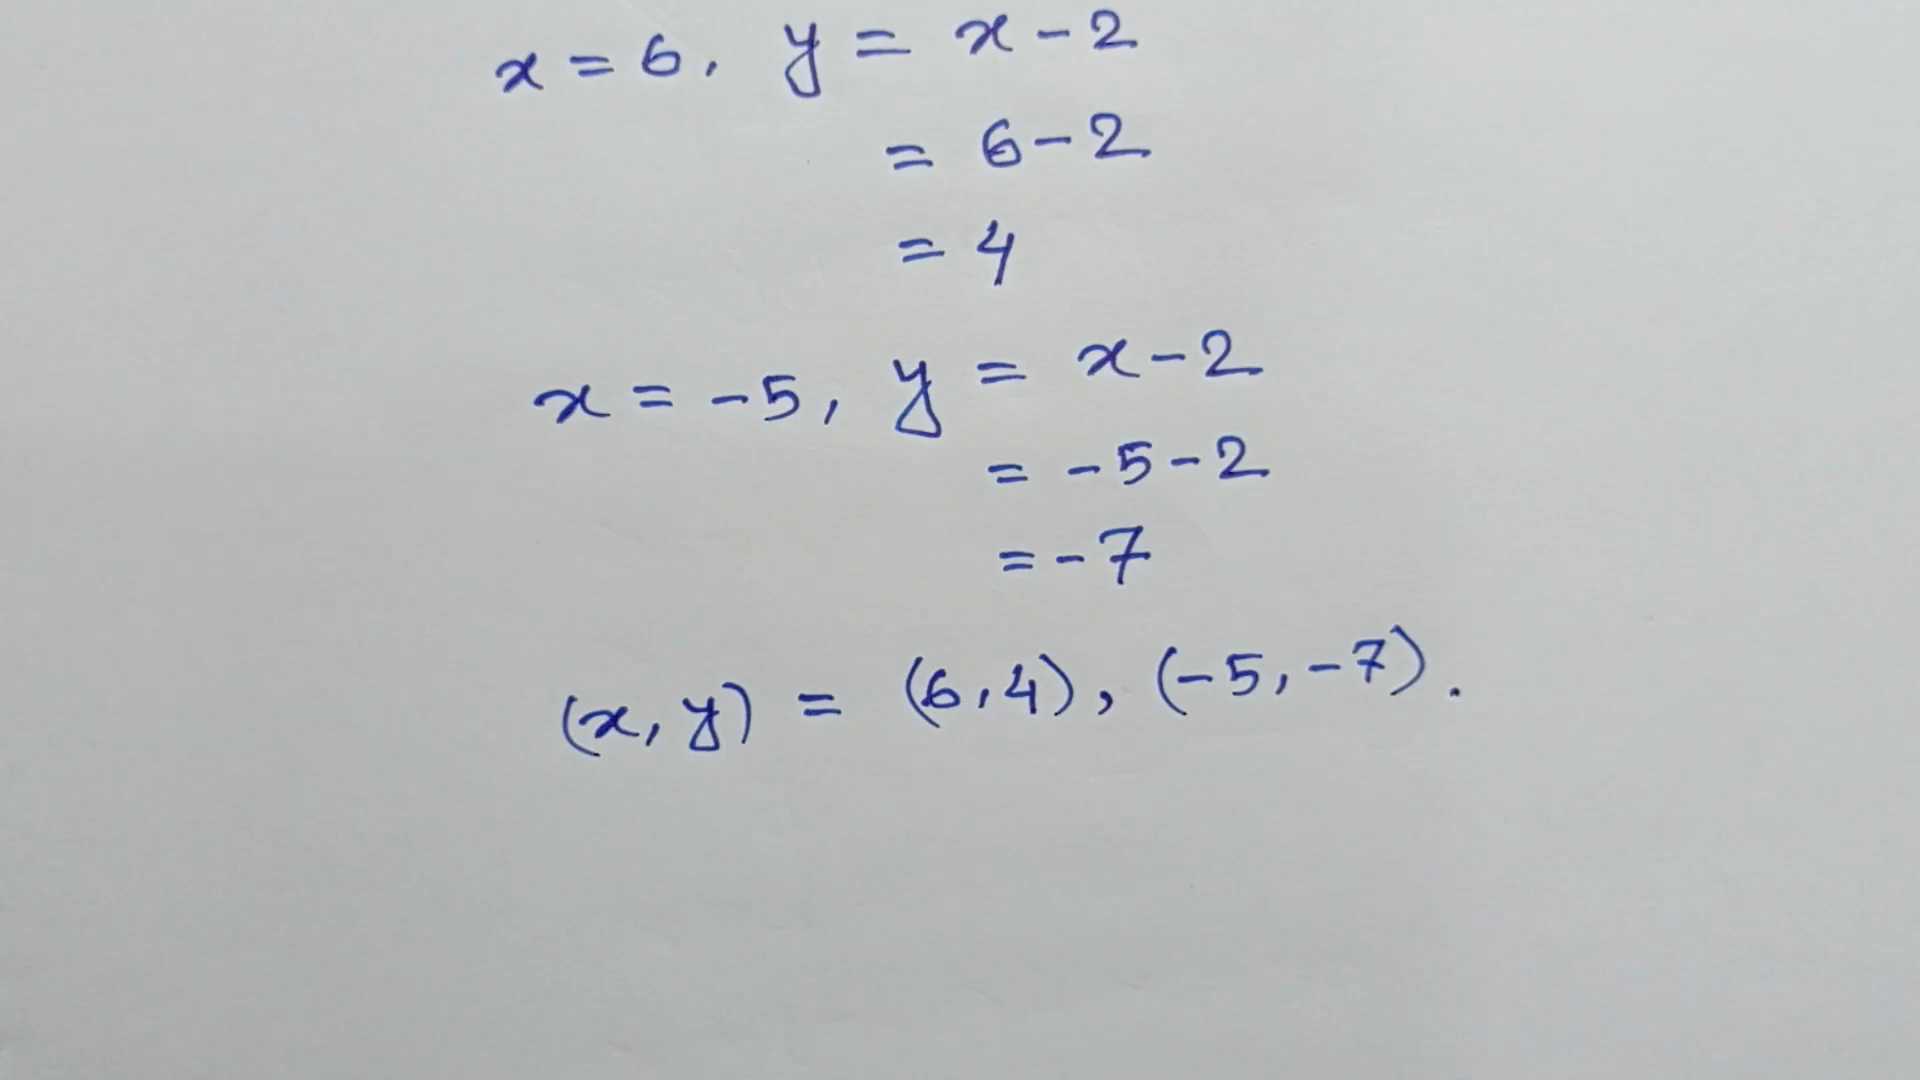 x = 6, y = x - 2
= 6 - 2
= 4
x = -5, y = x - 2
= -5 - 2
= -7
(x, y) = (6, 4), (-5, -7).